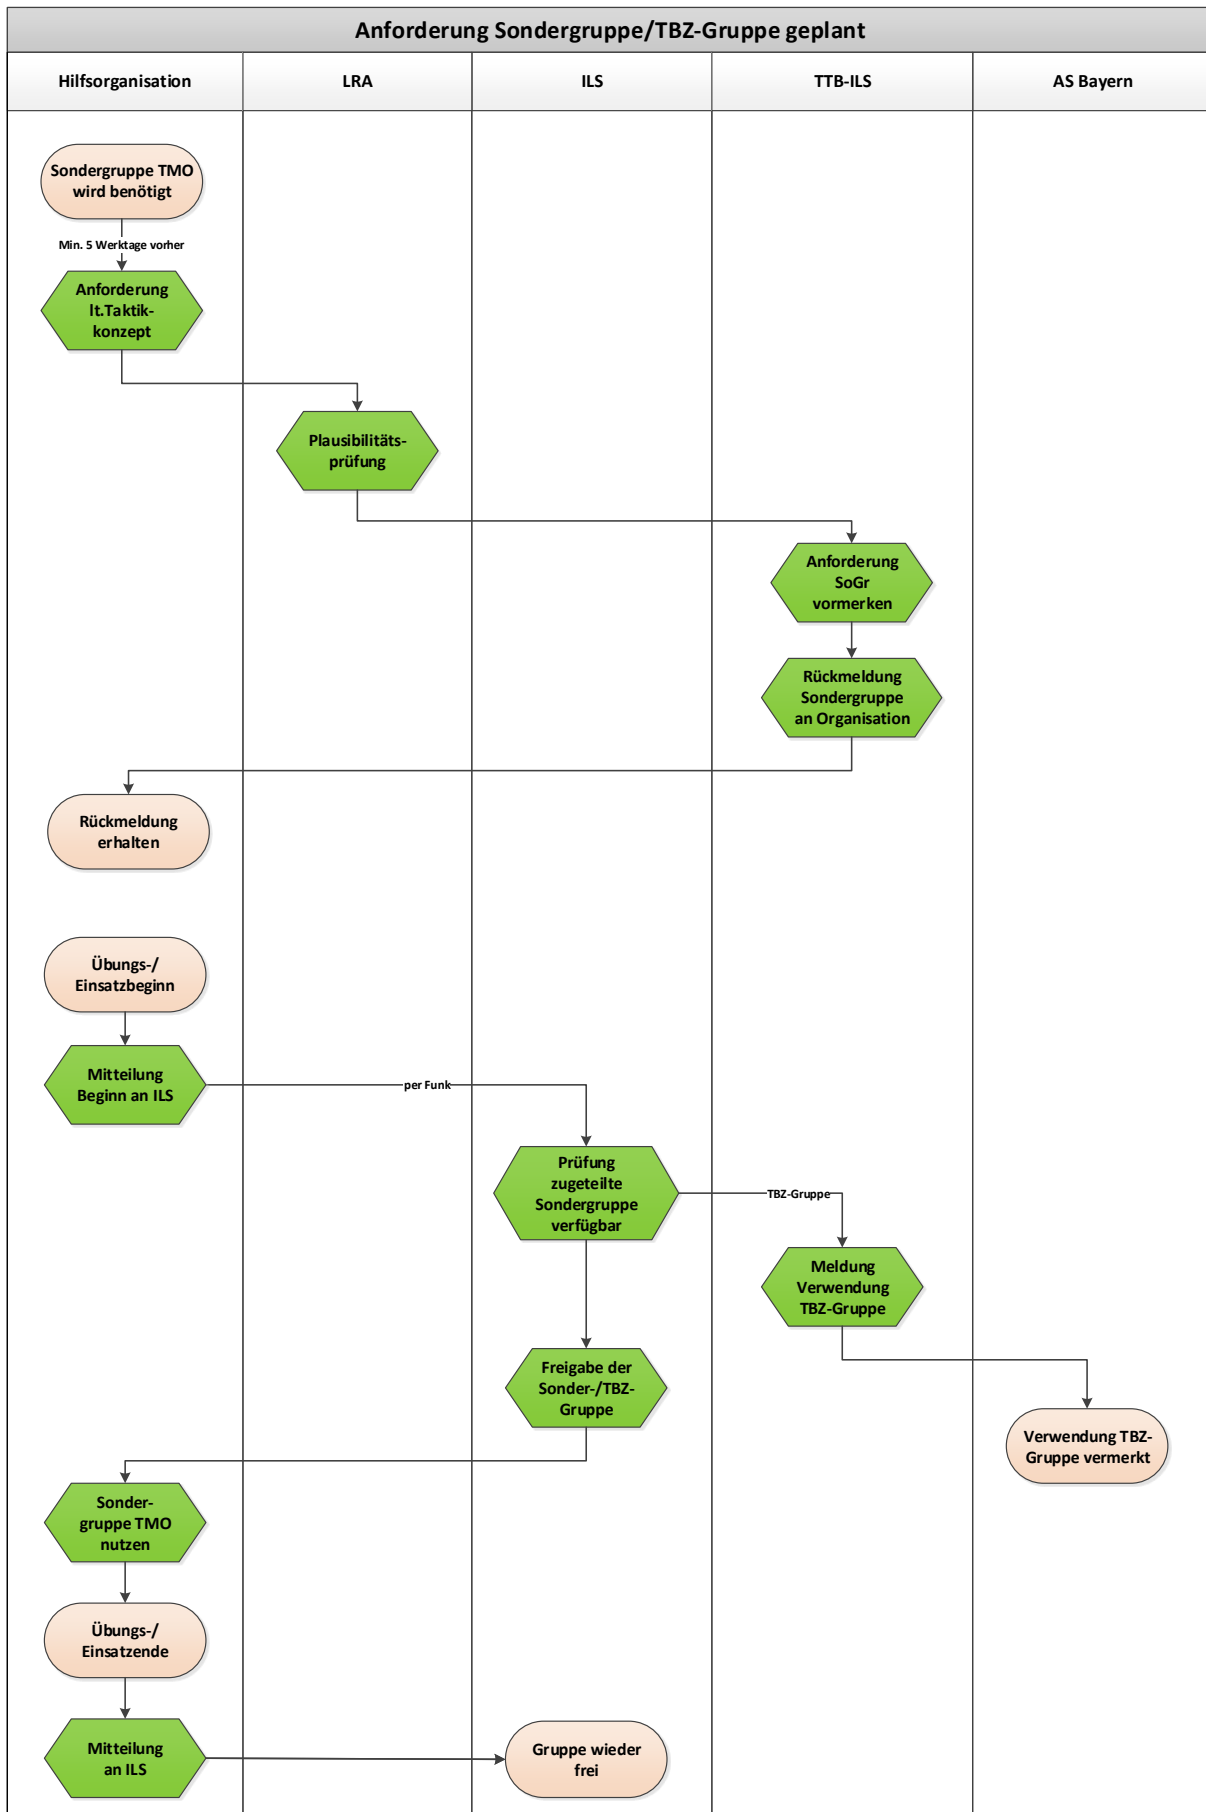 Anforderung Sondergruppe/TBZ-Gruppe geplant
Hilfsorganisation
LRA
ILS
TTB-ILS
AS Bayern
Sondergruppe TMO
wird benötigt
Min. 5 Werktage vorher
Anforderung
lt.Taktik-
konzept
Plausibilitäts-
prüfung
Anforderung
SoGr
vormerken
Rückmeldung
Sondergruppe
an Organisation
Rückmeldung
erhalten
Übungs-/
Einsatzbeginn
Mitteilung
Beginn an ILS
per Funk
Prüfung
zugeteilte
Sondergruppe
verfügbar
TBZ-Gruppe
Meldung
Verwendung
TBZ-Gruppe
Freigabe der
Sonder-/TBZ-
Gruppe
Verwendung TBZ-
Gruppe vermerkt
Sonder-
gruppe TMO
nutzen
Übungs-/
Einsatzende
Mitteilung
an ILS
Gruppe wieder
frei